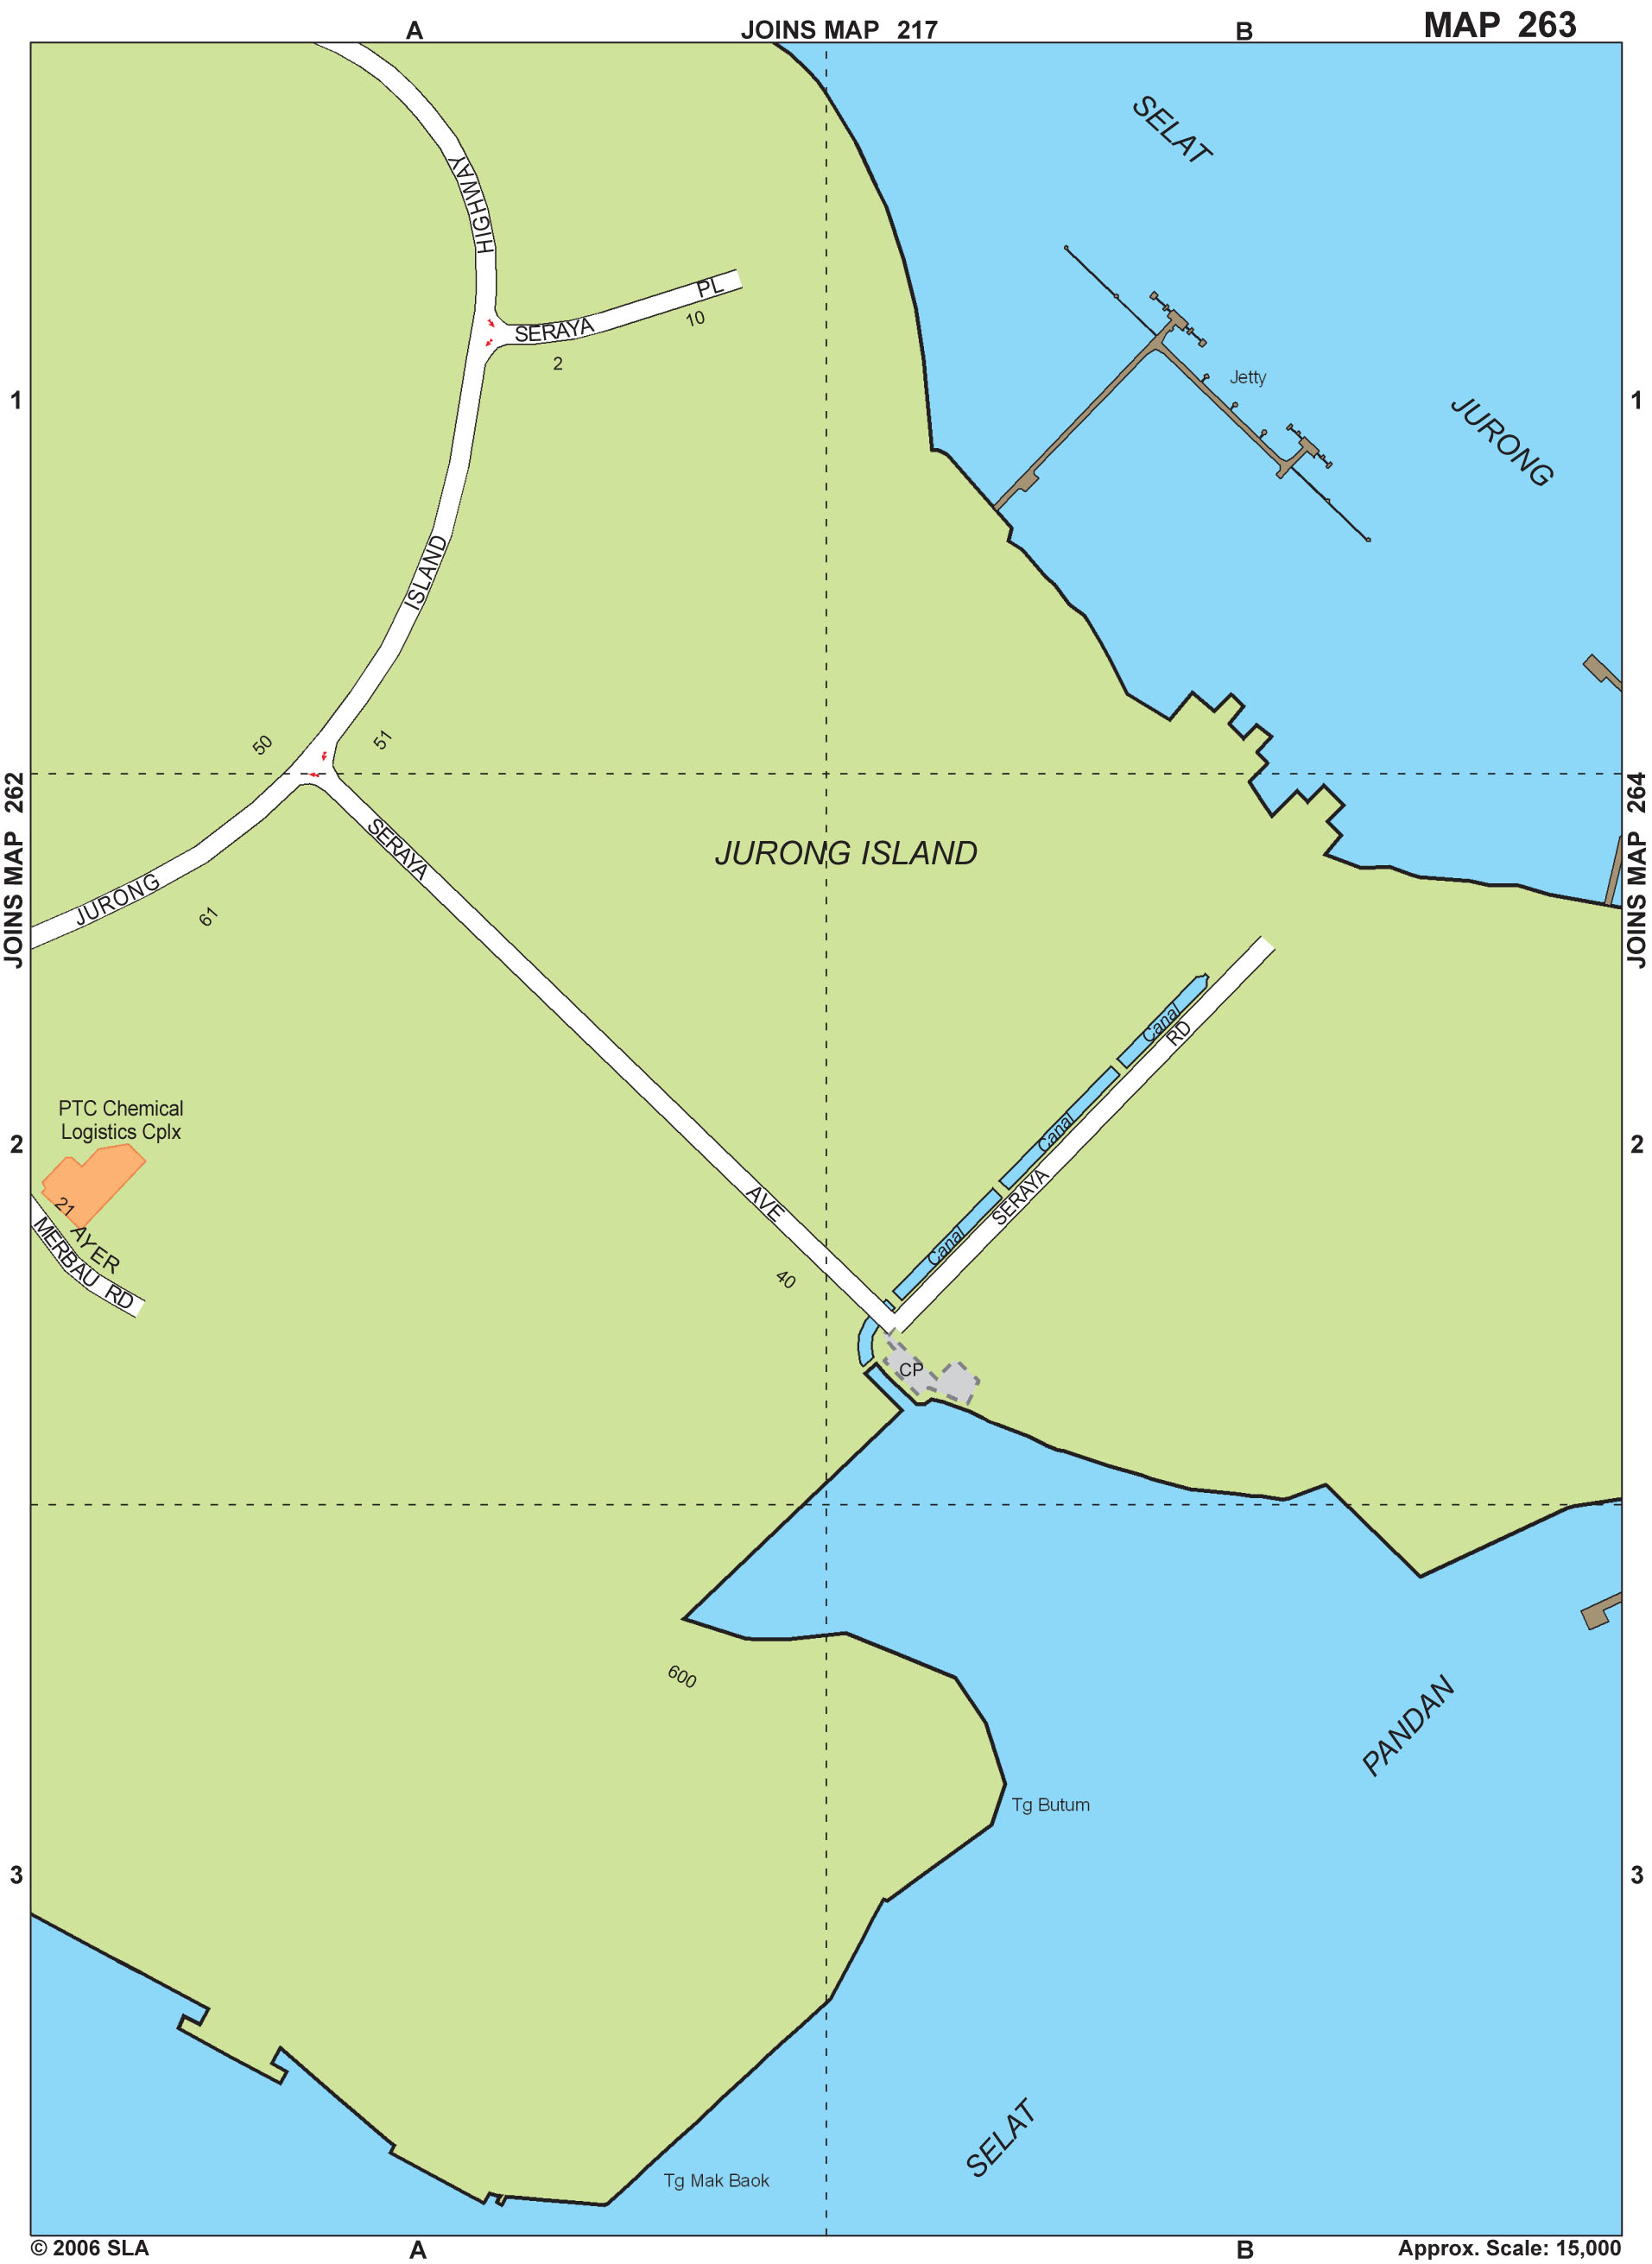 A
JOINS MAP 217
B
MAP 263
SELAT
HIGHWAY
PL
SERAYA
10
2
Jetty
1
1
JURONG
ISLAND
50
51
JOINS MAP 262
JOINS MAP 264
SERAYA
JURONG ISLAND
JURONG
61
Canal
RD
PTC Chemical
Logistics Cplx
Canal
2
2
SERAYA
AVE
21
AYER
MERBAU RD
Canal
40
CP
600
PANDAN
Tg Butum
3
3
SELAT
Tg Mak Baok
© 2006 SLA
A
B
Approx. Scale: 15,000